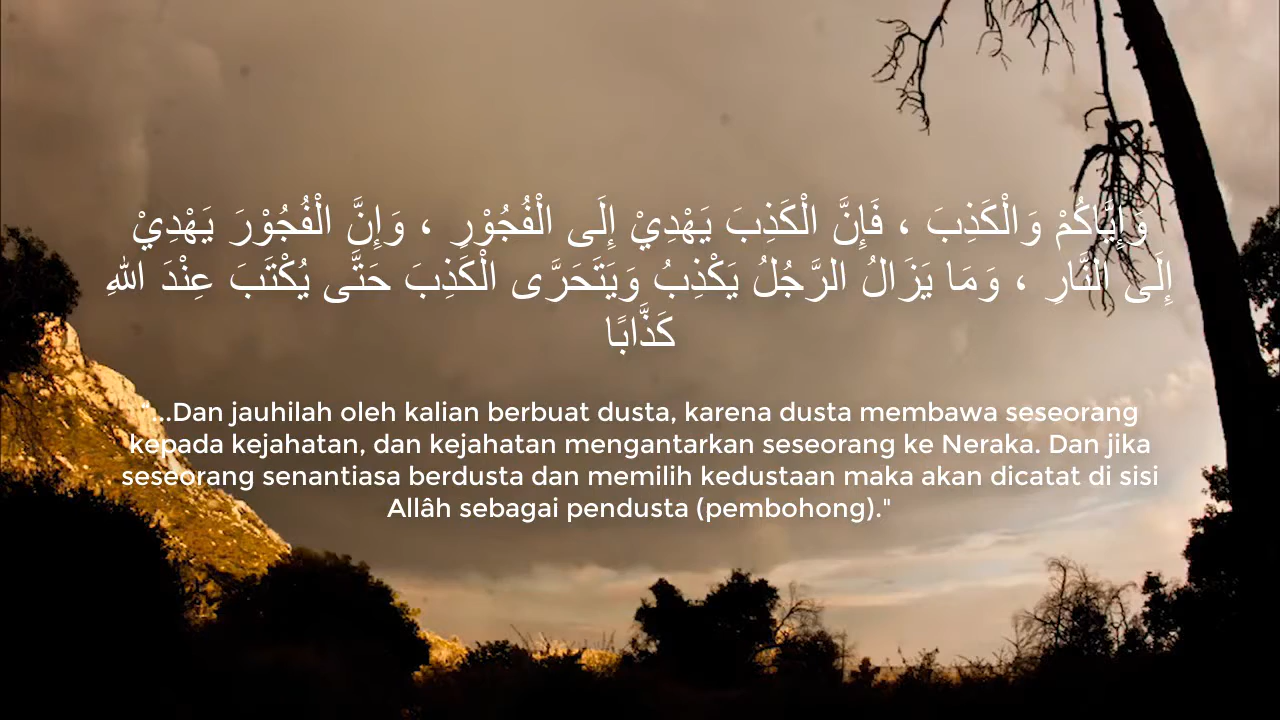 وَإِيَّاكُمْ وَالْكَذِبَ ، فَإِنَّ الْكَذِبَ يَهْدِيْ إِلَى الْفُجُوْرِ ، وَإِنَّ الْفُجُوْرَ يَهْدِيْ
إِلَى النَّارِ ، وَمَا يَزَالُ الرَّجُلُ يَكْذِبُ وَيَتَحَرَّى الْكَذِبَ حَتَّى يُكْتَبَ عِنْدَ اللهِ
كَذَّابًا
"...Dan jauhilah oleh kalian berbuat dusta, karena dusta membawa seseorang
kepada kejahatan, dan kejahatan mengantarkan seseorang ke Neraka. Dan jika
seseorang senantiasa berdusta dan memilih kedustaan maka akan dicatat di sisi
Allâh sebagai pendusta (pembohong)."